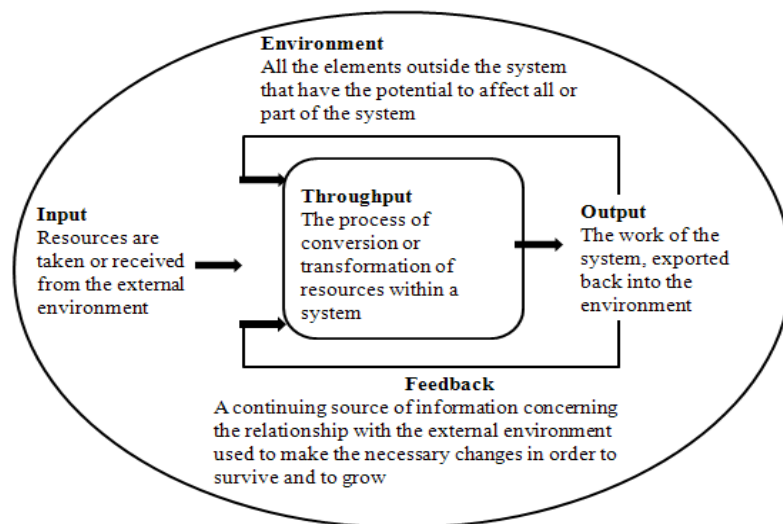 Environment
All the elements outside the system
that have the potential to affect all or
part of the system
Input
Resources are
taken or received
from the external
environment
Throughput
The process of
conversion or
transformation of
resources within a
system
Output
The work of the
system, exported
back into the
environment
Feedback
A continuing source of information concerning
the relationship with the external environment
used to make the necessary changes in order to
survive and to grow